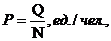 P = Q/N, ед./чел.,